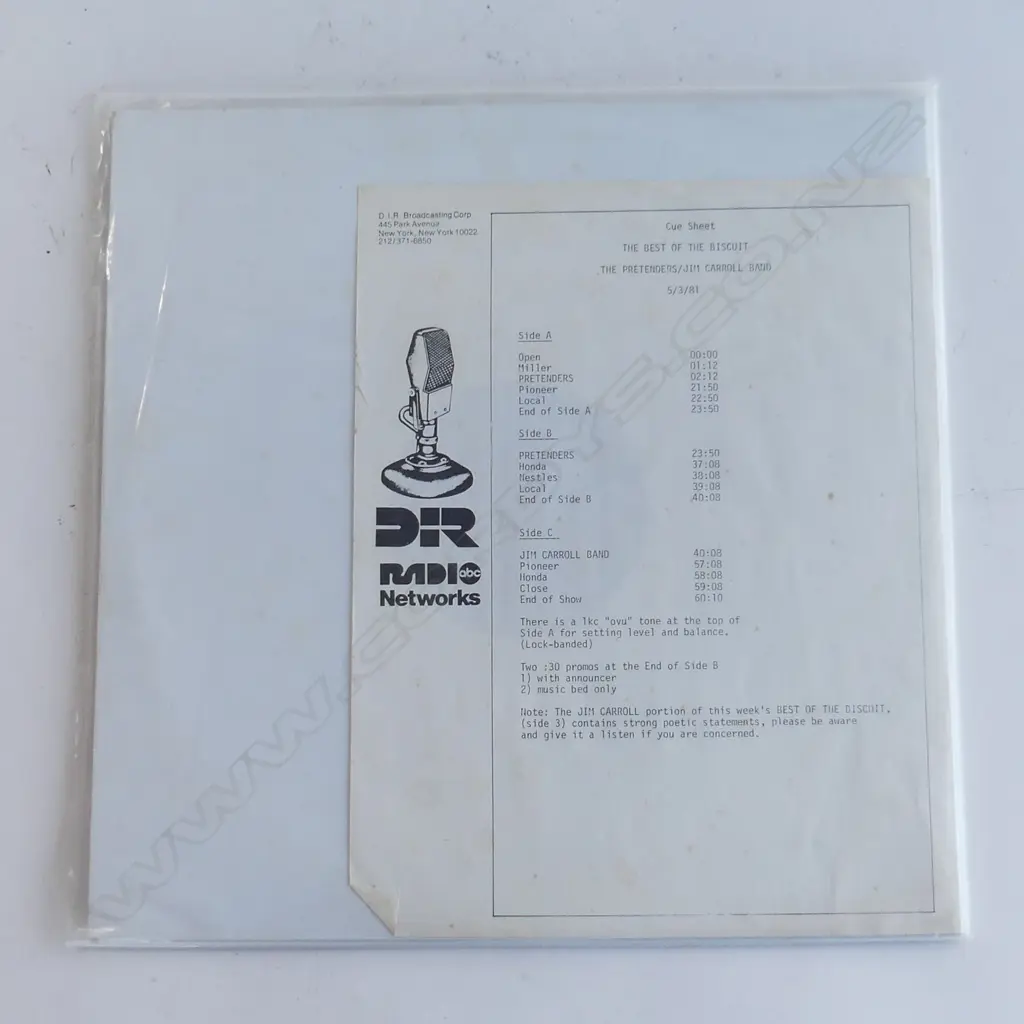 D.I.R. Broadcasting Corp
445 Park Avenue
New York, New York 10022
212/371-6850
DIR
RADIO abc
Networks
Cue Sheet
THE BEST OF THE BISCUIT
THE PRETENDERS/JIM CARROLL BAND
5/3/81
Side A
Open 00:00
Miller 01:12
PRETENDERS 02:12
Pioneer 21:50
Local 22:50
End of Side A 23:50
Side B
PRETENDERS 23:50
Honda 37:08
Nestles 38:08
Local 39:08
End of Side B 40:08
Side C
JIM CARROLL BAND 40:08
Pioneer 57:08
Honda 58:08
Close 59:08
End of Show 60:10
There is a 1kc "ovu" tone at the top of
Side A for setting level and balance.
(Lock-banded)
Two :30 promos at the End of Side B
1) with announcer
2) music bed only
Note: The JIM CARROLL portion of this week's BEST OF THE BISCUIT,
(side 3) contains strong poetic statements, please be aware
and give it a listen if you are concerned.